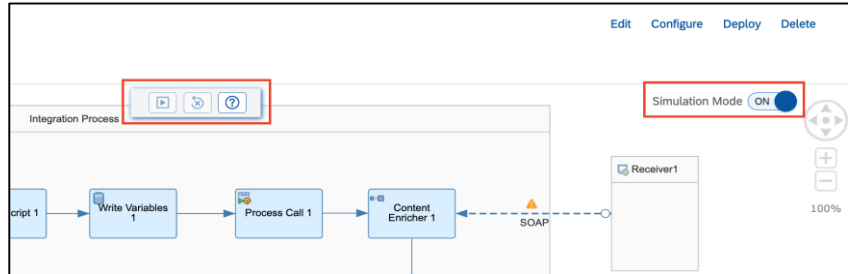 Edit Configure Deploy Delete
Simulation Mode ON
Integration Process
Receiver1
cript 1
Write Variables
1
Process Call 1
Content
Enricher 1
SOAP
100%